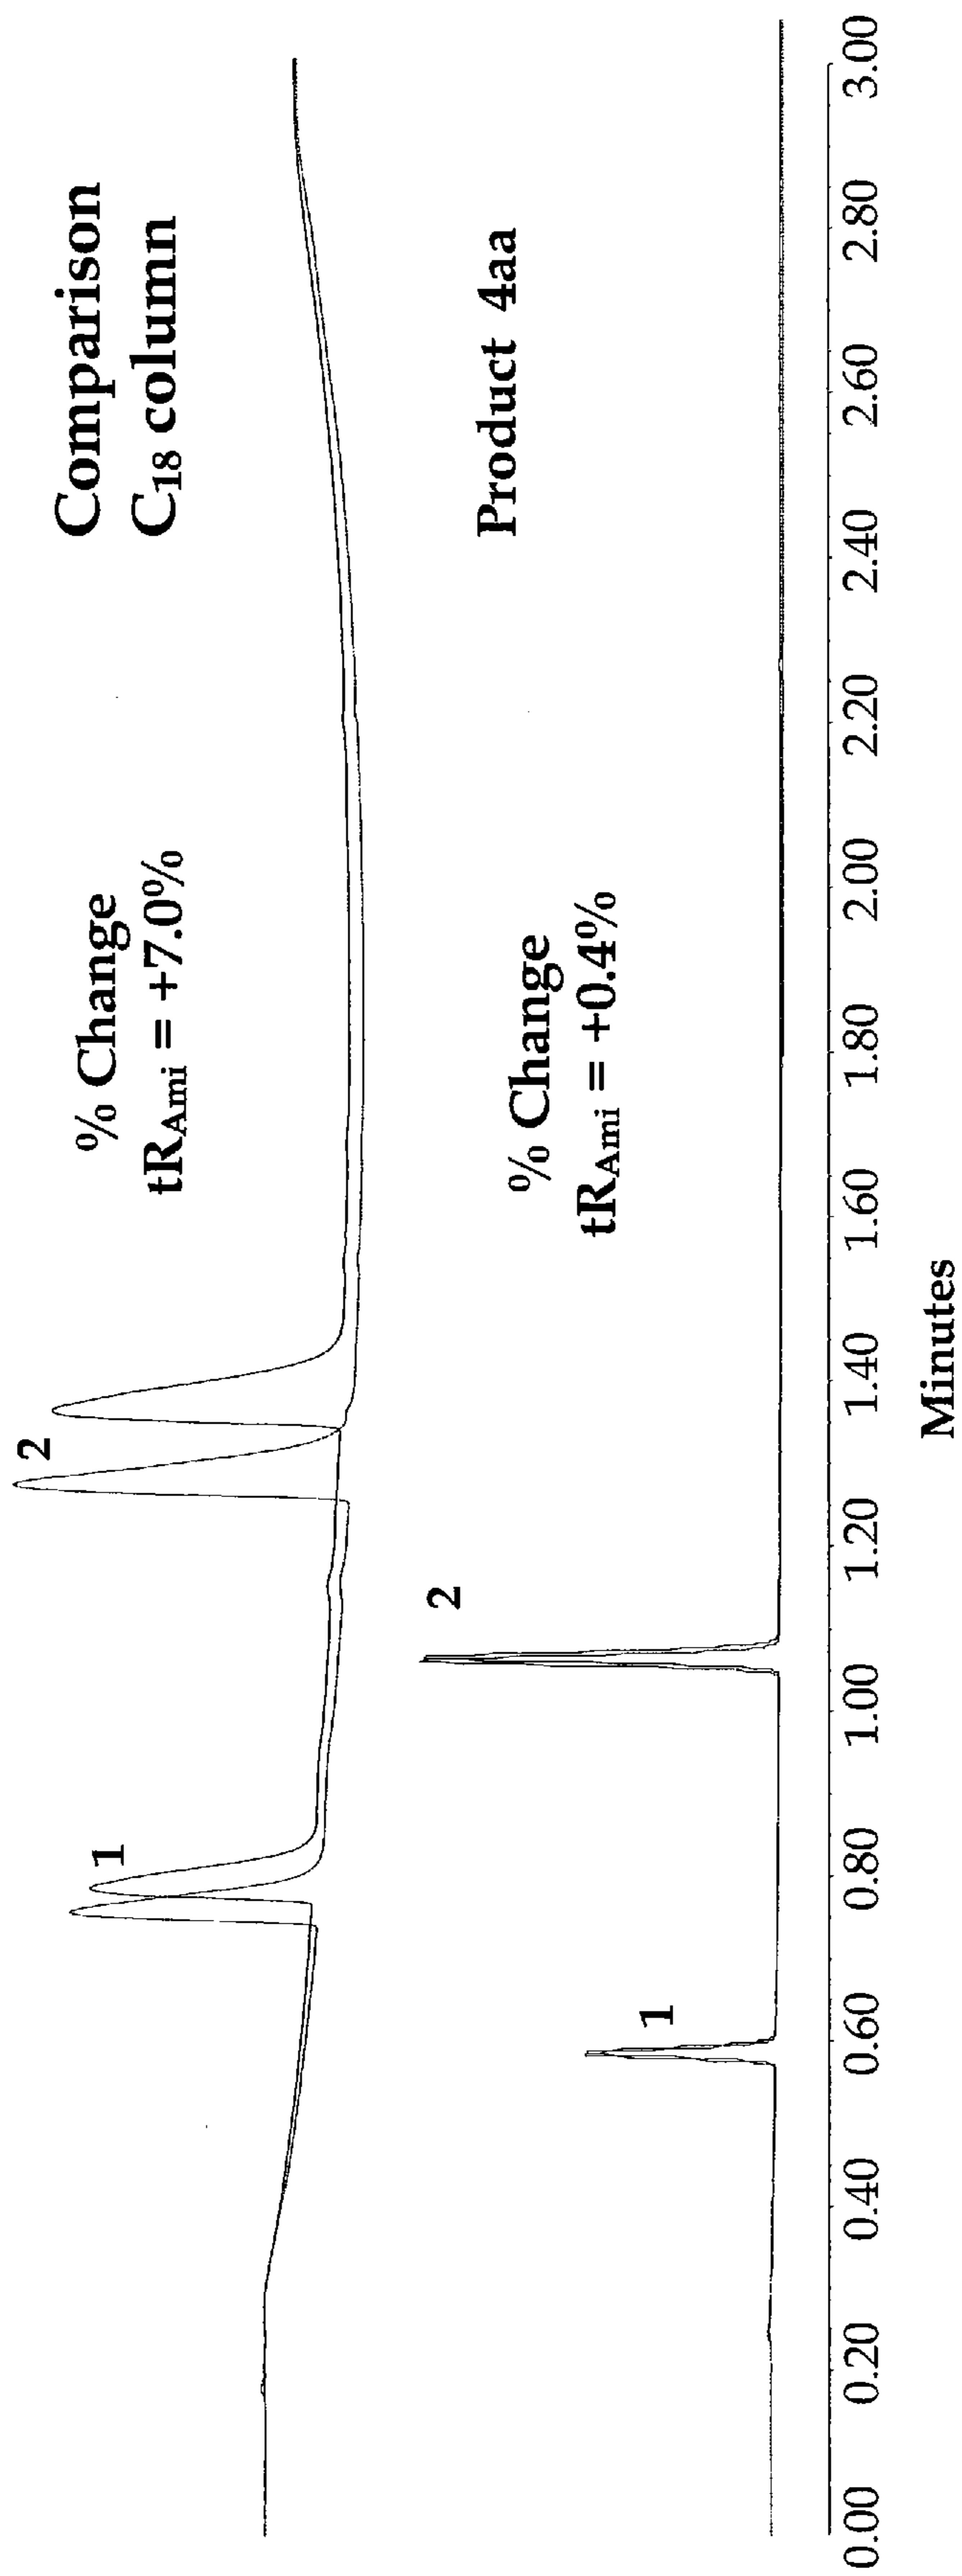 Comparison
C18 column
% Change
tRAmi = +7.0%
2
1
Product 4aa
% Change
tRAmi = +0.4%
2
1
0.00 0.20 0.40 0.60 0.80 1.00 1.20 1.40 1.60 1.80 2.00 2.20 2.40 2.60 2.80 3.00
Minutes